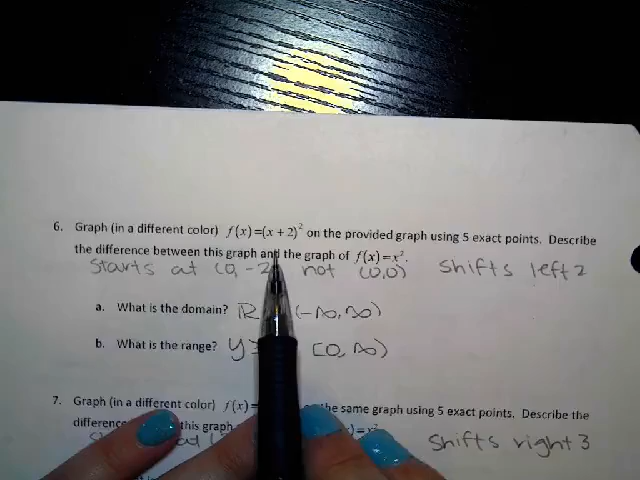 6. Graph (in a different color) f(x)=(x+2)² on the provided graph using 5 exact points. Describe
the difference between this graph and the graph of f(x)=x².
Starts at (0,-2) not (0,0) shifts left 2
a. What is the domain? ℝ (-∞,∞)
b. What is the range? y≥ [0,∞)
7. Graph (in a different color) f(x)= the same graph using 5 exact points. Describe the
difference this graph =x²
shifts right 3